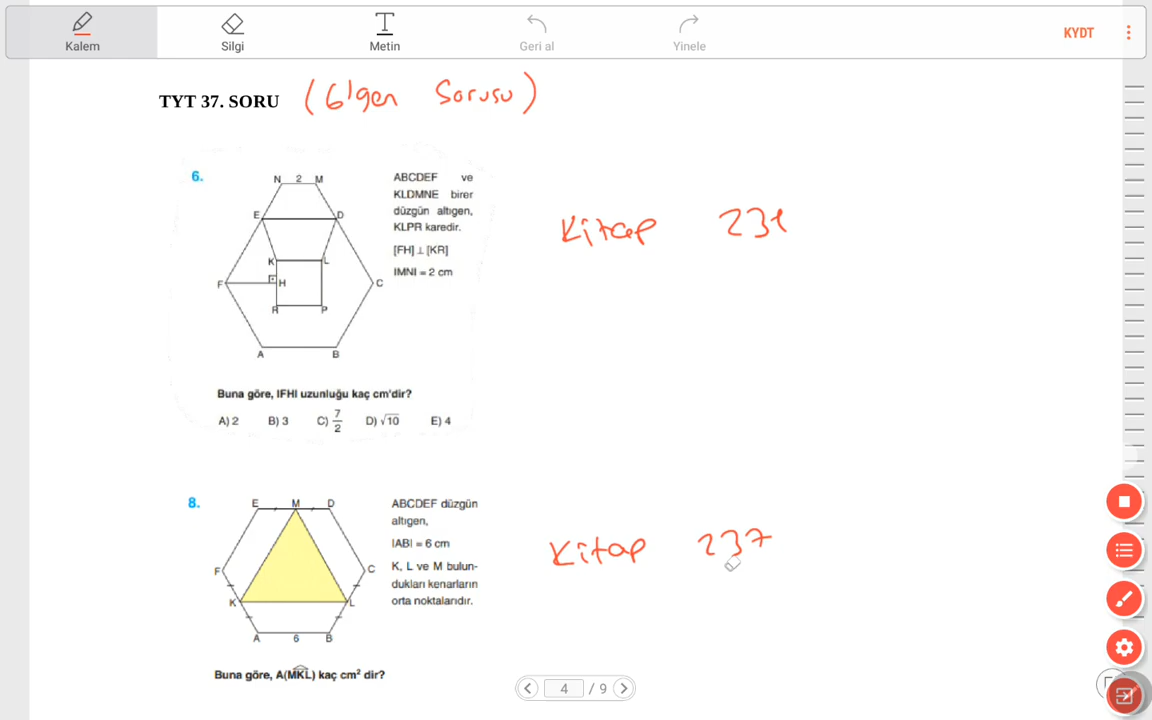 Kalem Silgi Metin Geri al Yinele KYDT
TYT 37. SORU (6'gen Sorusu)
6.
N 2 M
E D
K L
F H C
R P
A B
ABCDEF ve
KLDMNE birer
düzgün altıgen,
KLPR karedir.
[FH] ⊥ [KR]
IMNI = 2 cm
Kitap 231
Buna göre, IFHI uzunluğu kaç cm'dir?
A) 2 B) 3 C) 7/2 D) √10 E) 4
8.
E M D
F C
K L
A 6 B
ABCDEF düzgün
altıgen,
IABI = 6 cm
K, L ve M bulun-
dukları kenarların
orta noktalarıdır.
Kitap 237
Buna göre, A(MKL) kaç cm² dir?
4 / 9